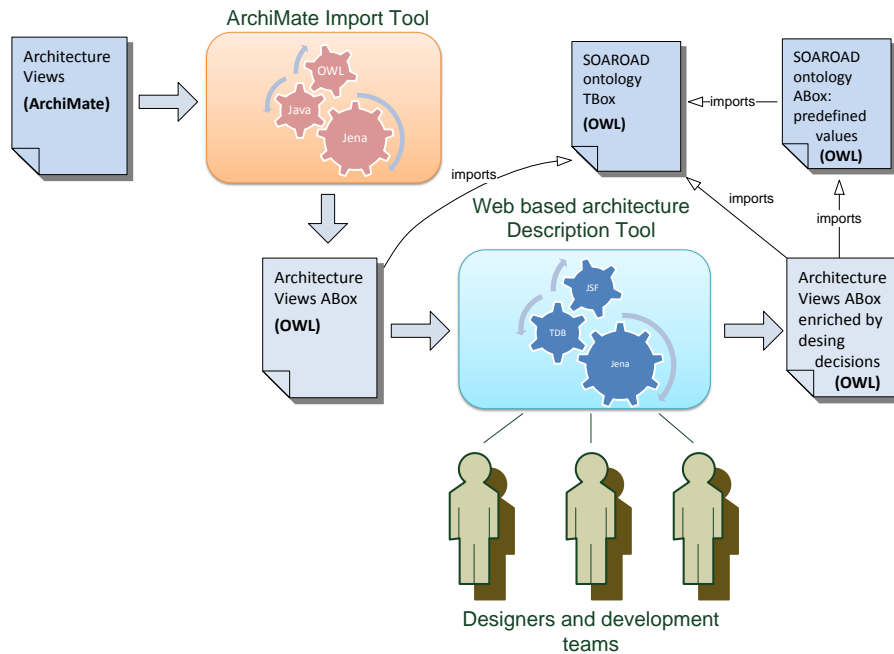 ArchiMate Import Tool
Architecture
Views
(ArchiMate)
OWL
Java
Jena
SOAROAD
ontology
TBox
(OWL)
imports
SOAROAD
ontology
ABox:
predefined
values
(OWL)
imports
imports
imports
Web based architecture
Description Tool
Architecture
Views ABox
(OWL)
JSF
TDB
Jena
Architecture
Views ABox
enriched by
desing
decisions
(OWL)
Designers and development
teams